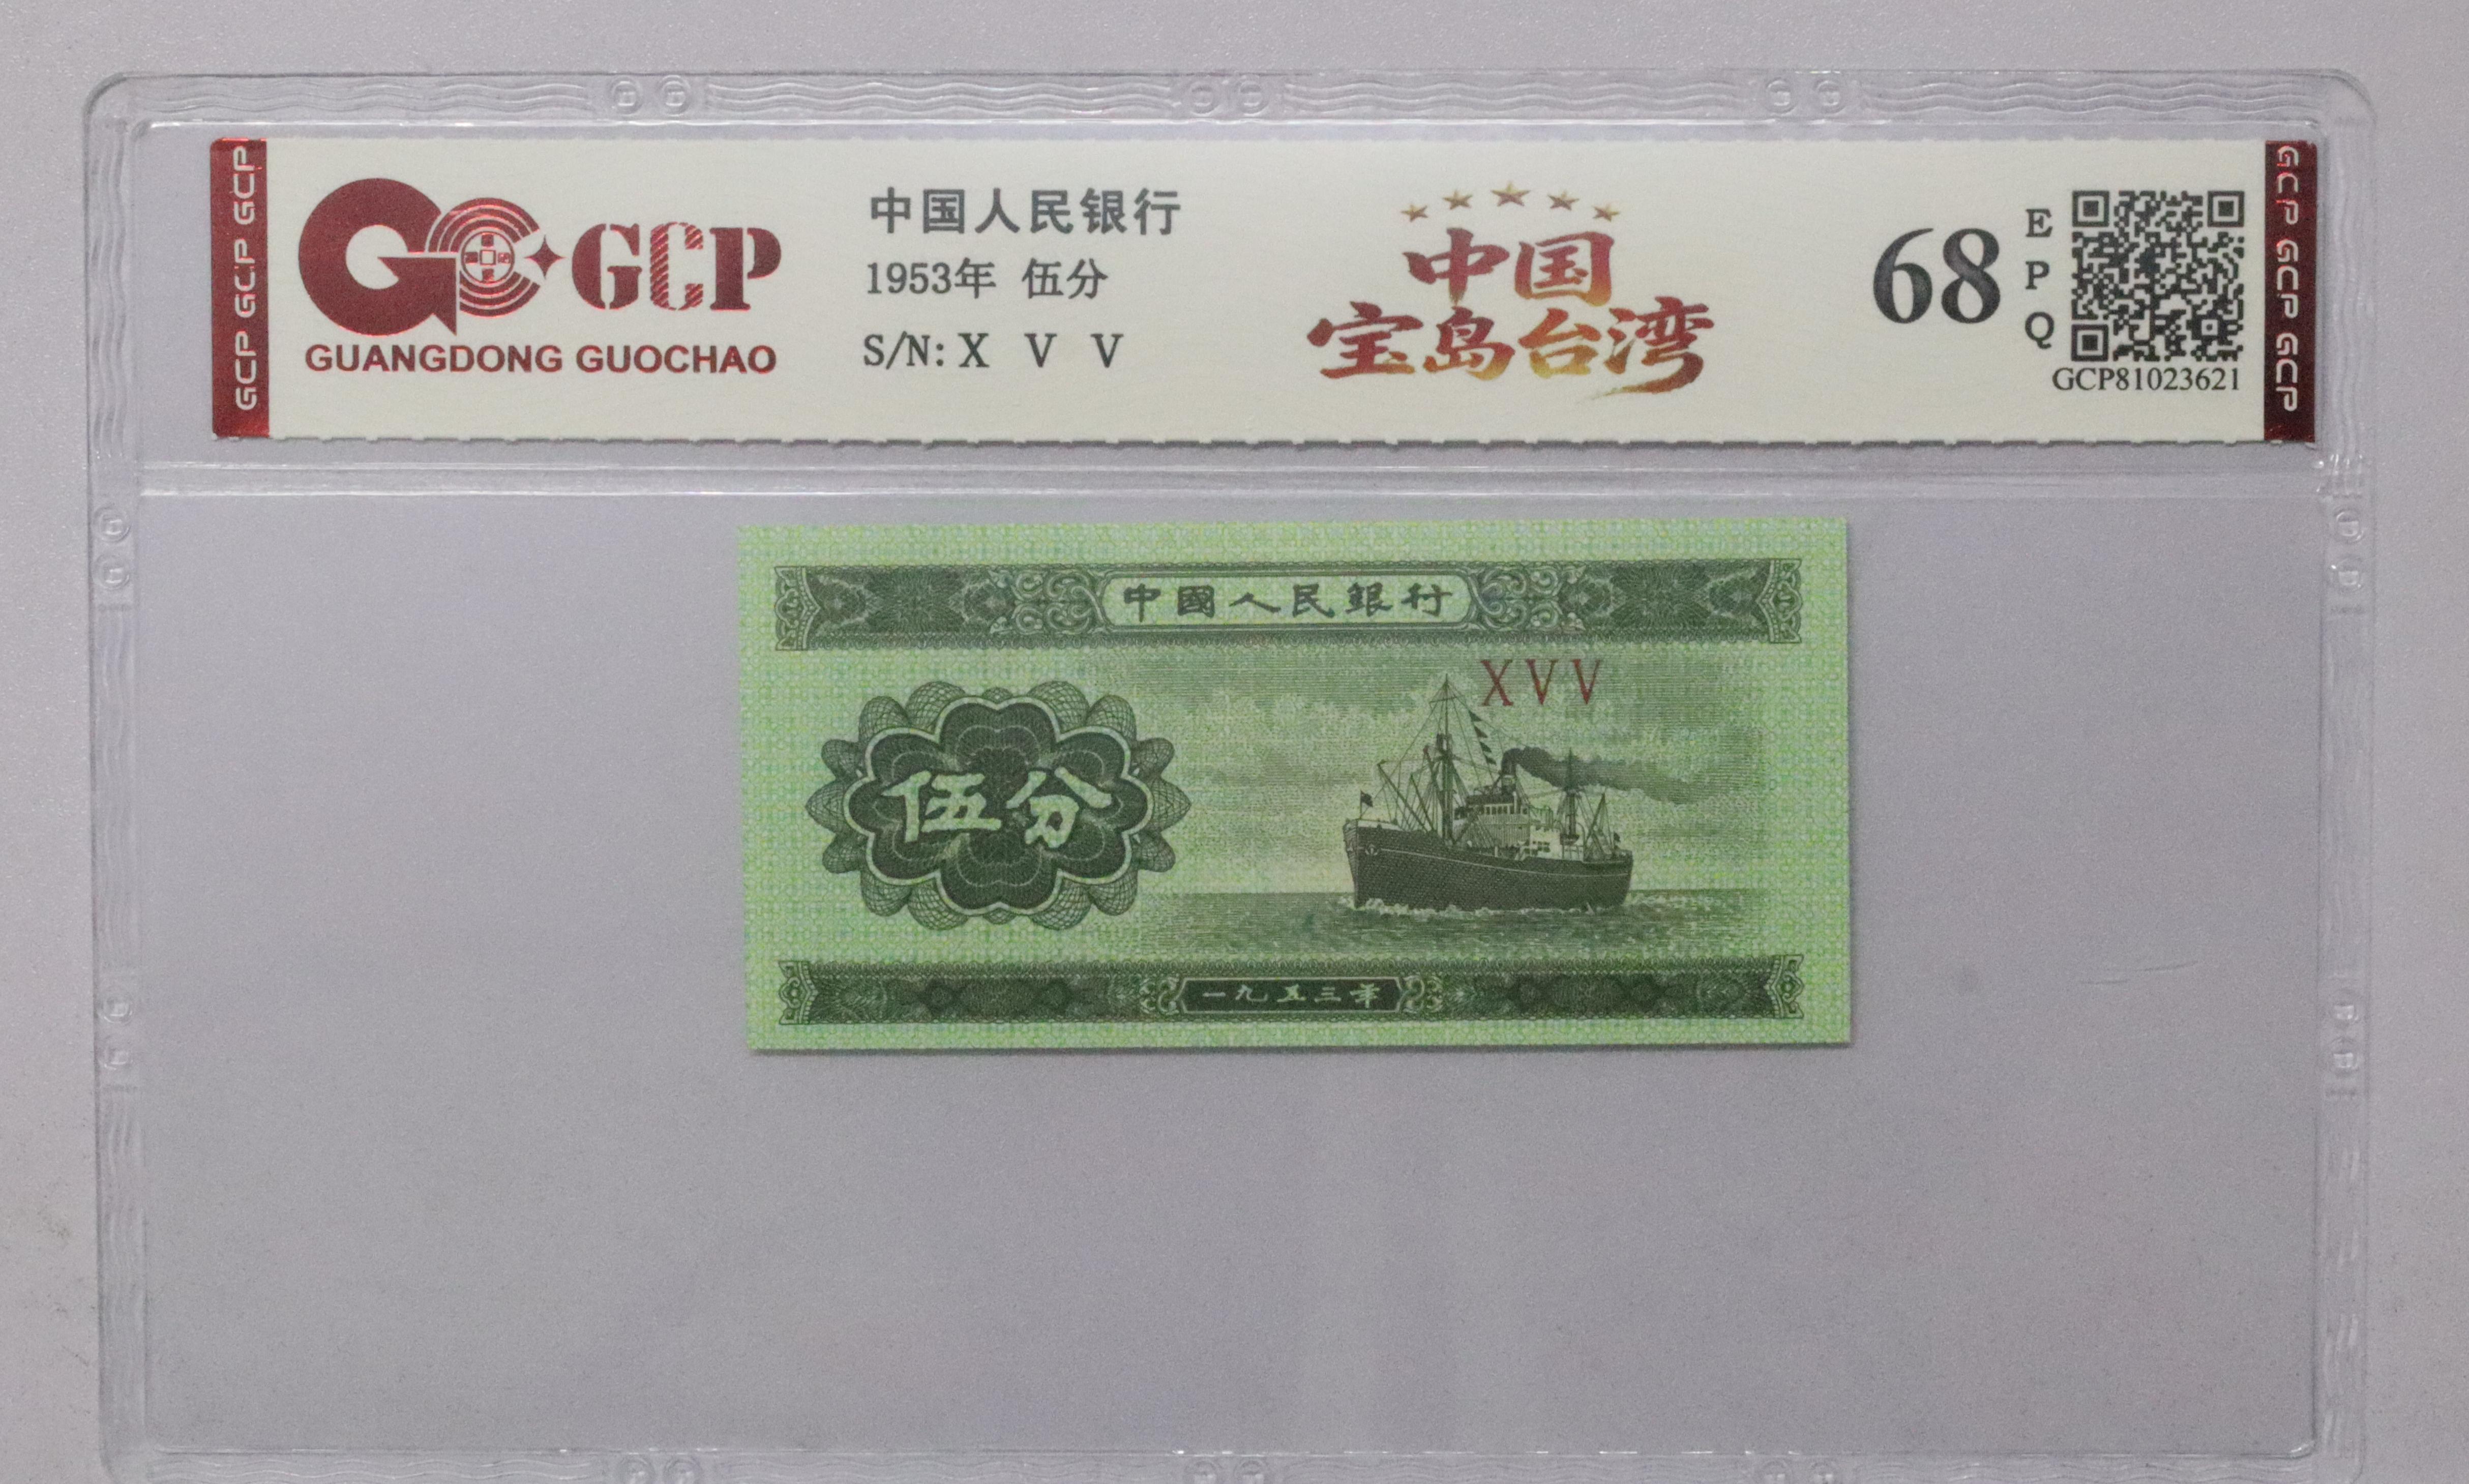 GCP GCP GCP
GCP
GUANGDONG GUOCHAO
中国人民银行
1953年 伍分
S/N: X V V
中国
宝岛台湾
68
E
P
Q
GCP81023621
GCP GCP GCP
中國人民銀行
XVV
伍分
一九五三年